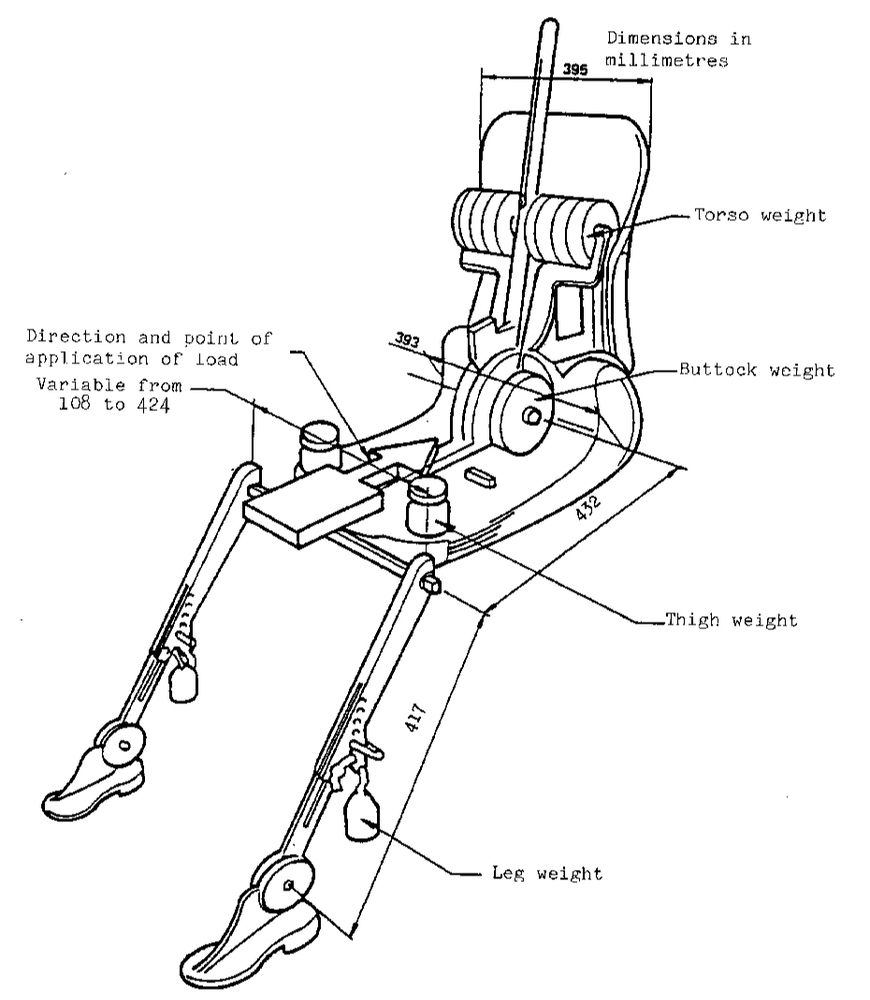 Dimensions in
millimetres
395
Torso weight
Direction and point of
application of load
393
Buttock weight
Variable from
108 to 424
432
Thigh weight
417
Leg weight